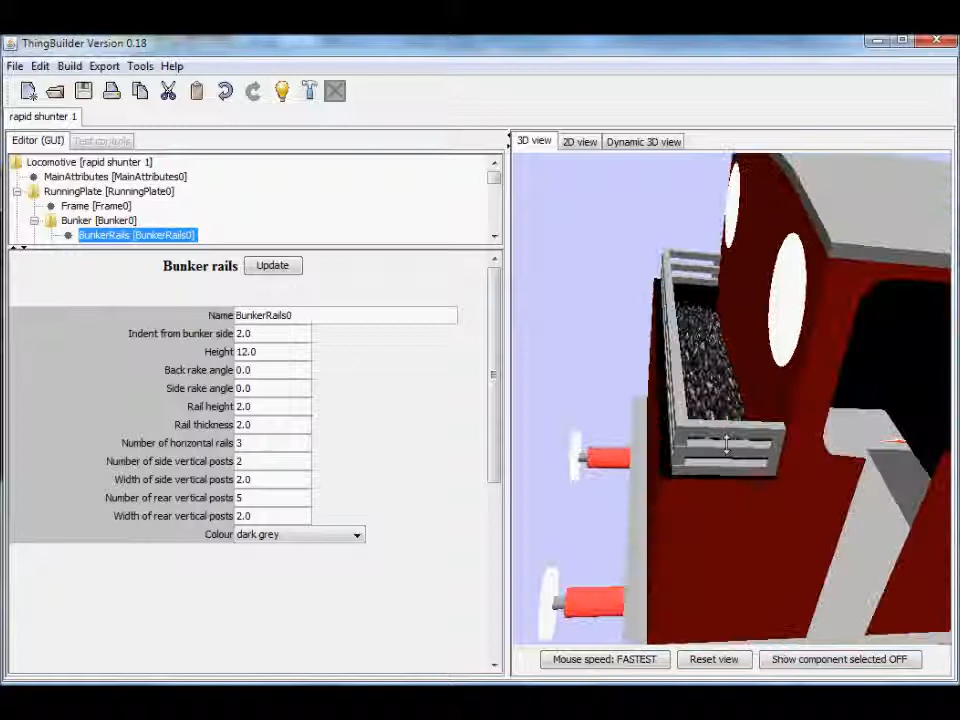 ThingBuilder Version 0.18
File Edit Build Export Tools Help
rapid shunter 1
Editor (GUI) Test controls
Locomotive [rapid shunter 1]
MainAttributes [MainAttributes0]
RunningPlate [RunningPlate0]
Frame [Frame0]
Bunker [Bunker0]
BunkerRails [BunkerRails0]
Bunker rails Update
Name BunkerRails0
Indent from bunker side 2.0
Height 12.0
Back rake angle 0.0
Side rake angle 0.0
Rail height 2.0
Rail thickness 2.0
Number of horizontal rails 3
Number of side vertical posts 2
Width of side vertical posts 2.0
Number of rear vertical posts 5
Width of rear vertical posts 2.0
Colour dark grey
3D view 2D view Dynamic 3D view
Mouse speed: FASTEST Reset view Show component selected OFF